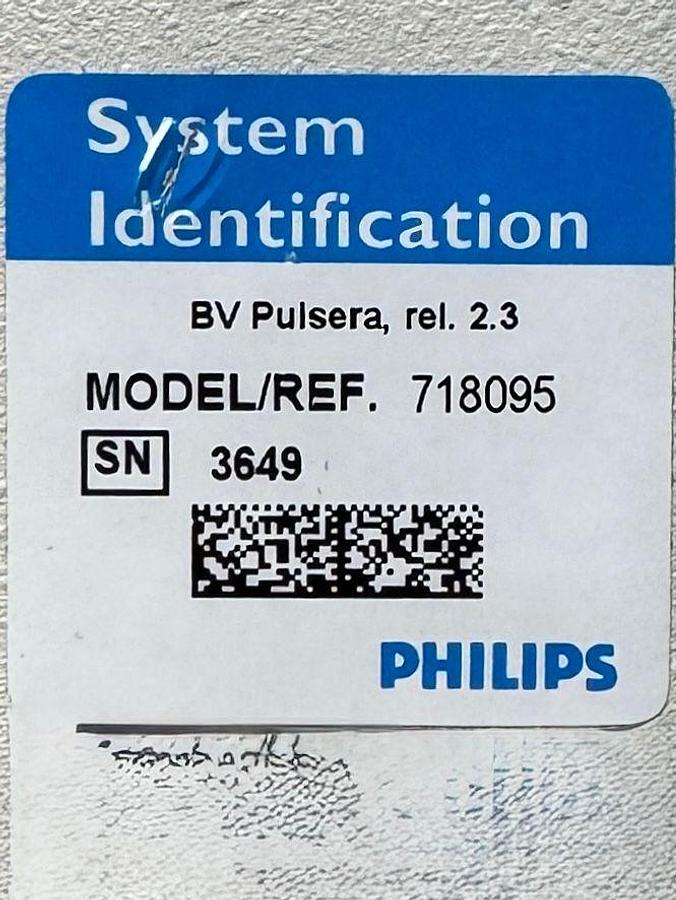 System
Identification
BV Pulsera, rel. 2.3
MODEL/REF. 718095
SN 3649
PHILIPS